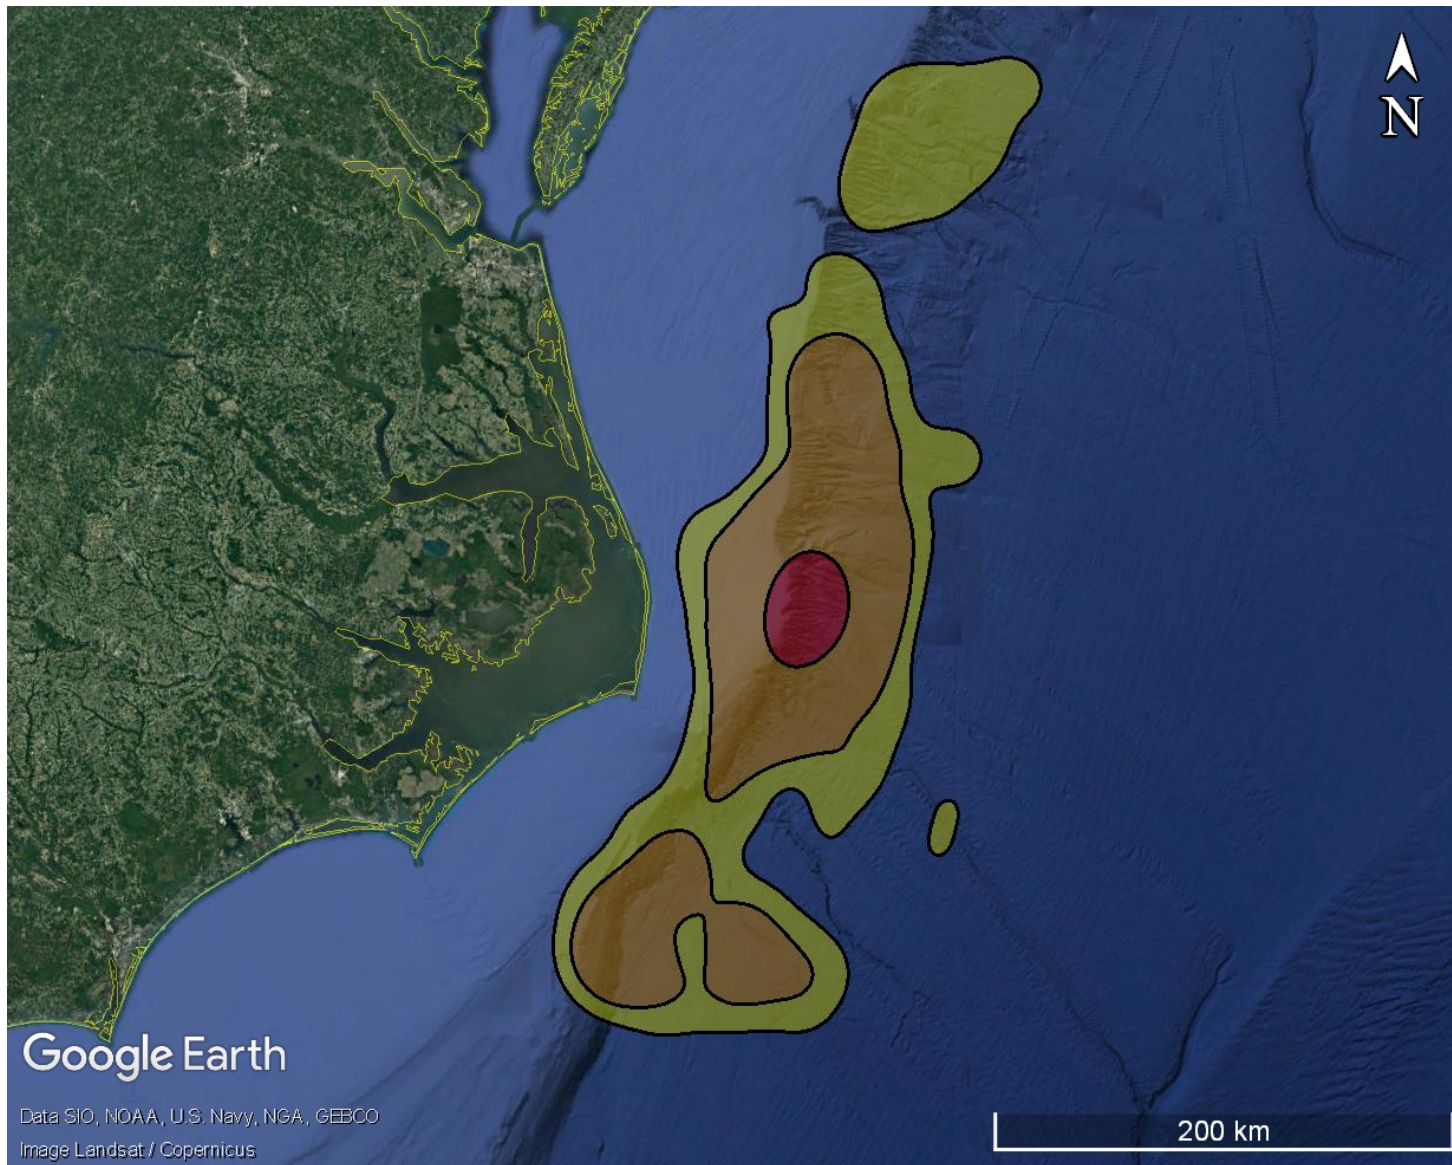 N
Google Earth
Data SIO, NOAA, U.S. Navy, NGA, GEBCO
Image Landsat / Copernicus
200 km